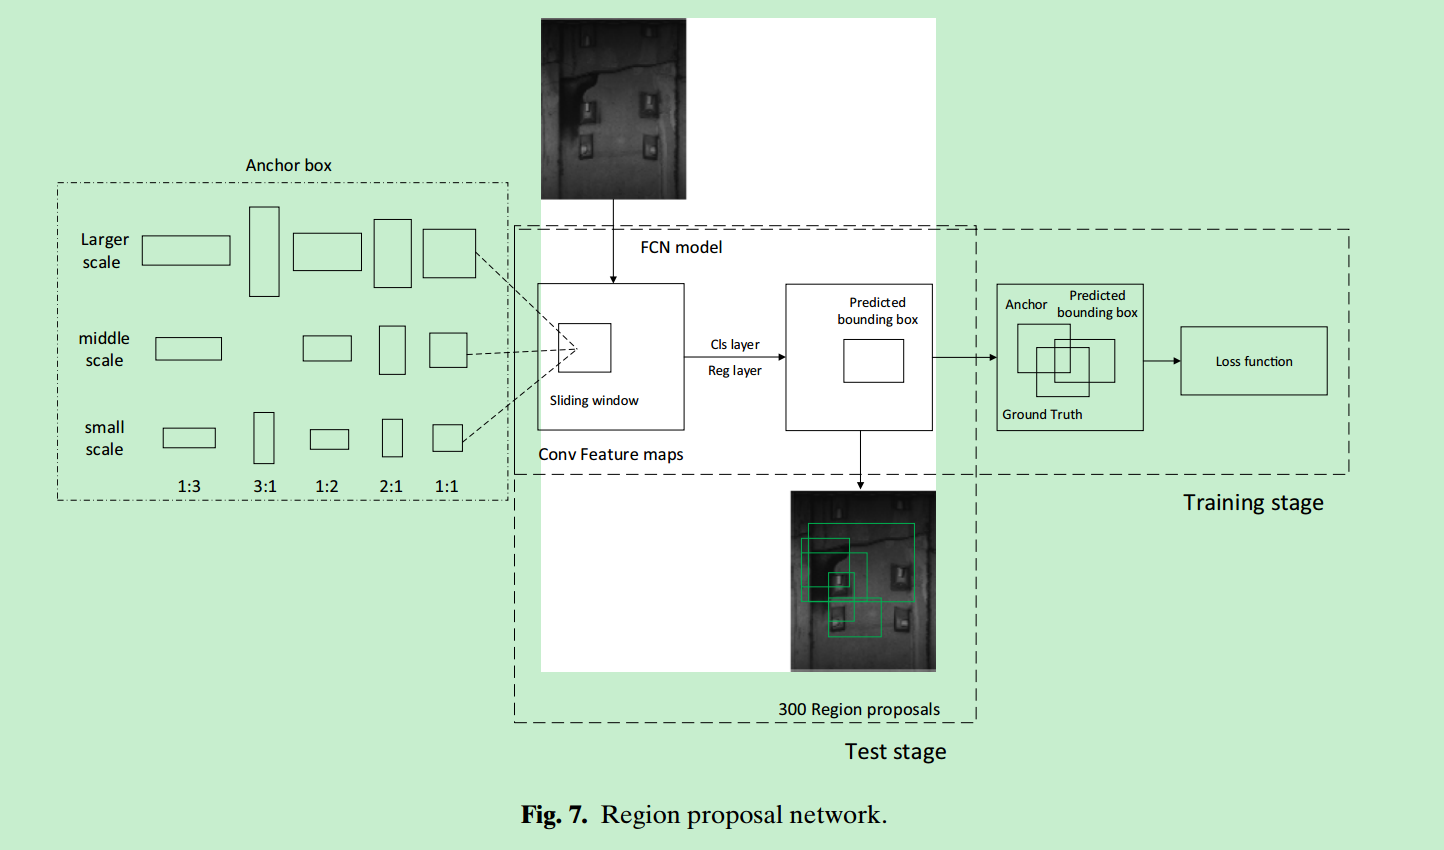 Anchor box
Larger
scale
middle
scale
small
scale
1:3 3:1 1:2 2:1 1:1
FCN model
Sliding window
Conv Feature maps
Cls layer
Reg layer
Predicted
bounding box
Anchor
Predicted
bounding box
Ground Truth
Loss function
Training stage
300 Region proposals
Test stage
Fig. 7. Region proposal network.